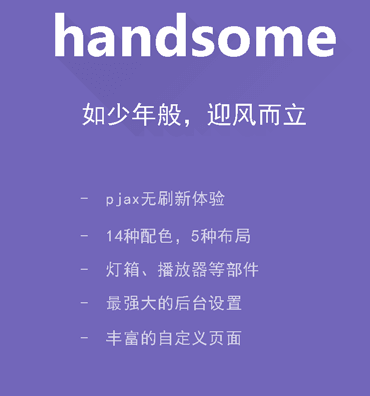 handsome
如少年般，迎风而立
- pjax无刷新体验
- 14种配色，5种布局
- 灯箱、播放器等部件
- 最强大的后台设置
- 丰富的自定义页面